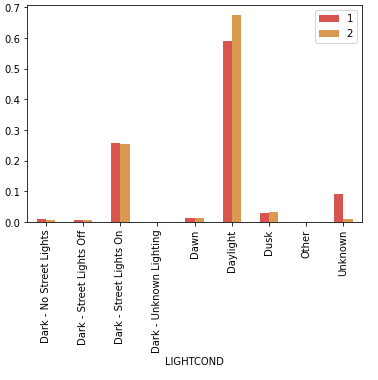 0.7
0.6
0.5
0.4
0.3
0.2
0.1
0.0
1
2
Dark - No Street Lights
Dark - Street Lights Off
Dark - Street Lights On
Dark - Unknown Lighting
Dawn
Daylight
Dusk
Other
Unknown
LIGHTCOND